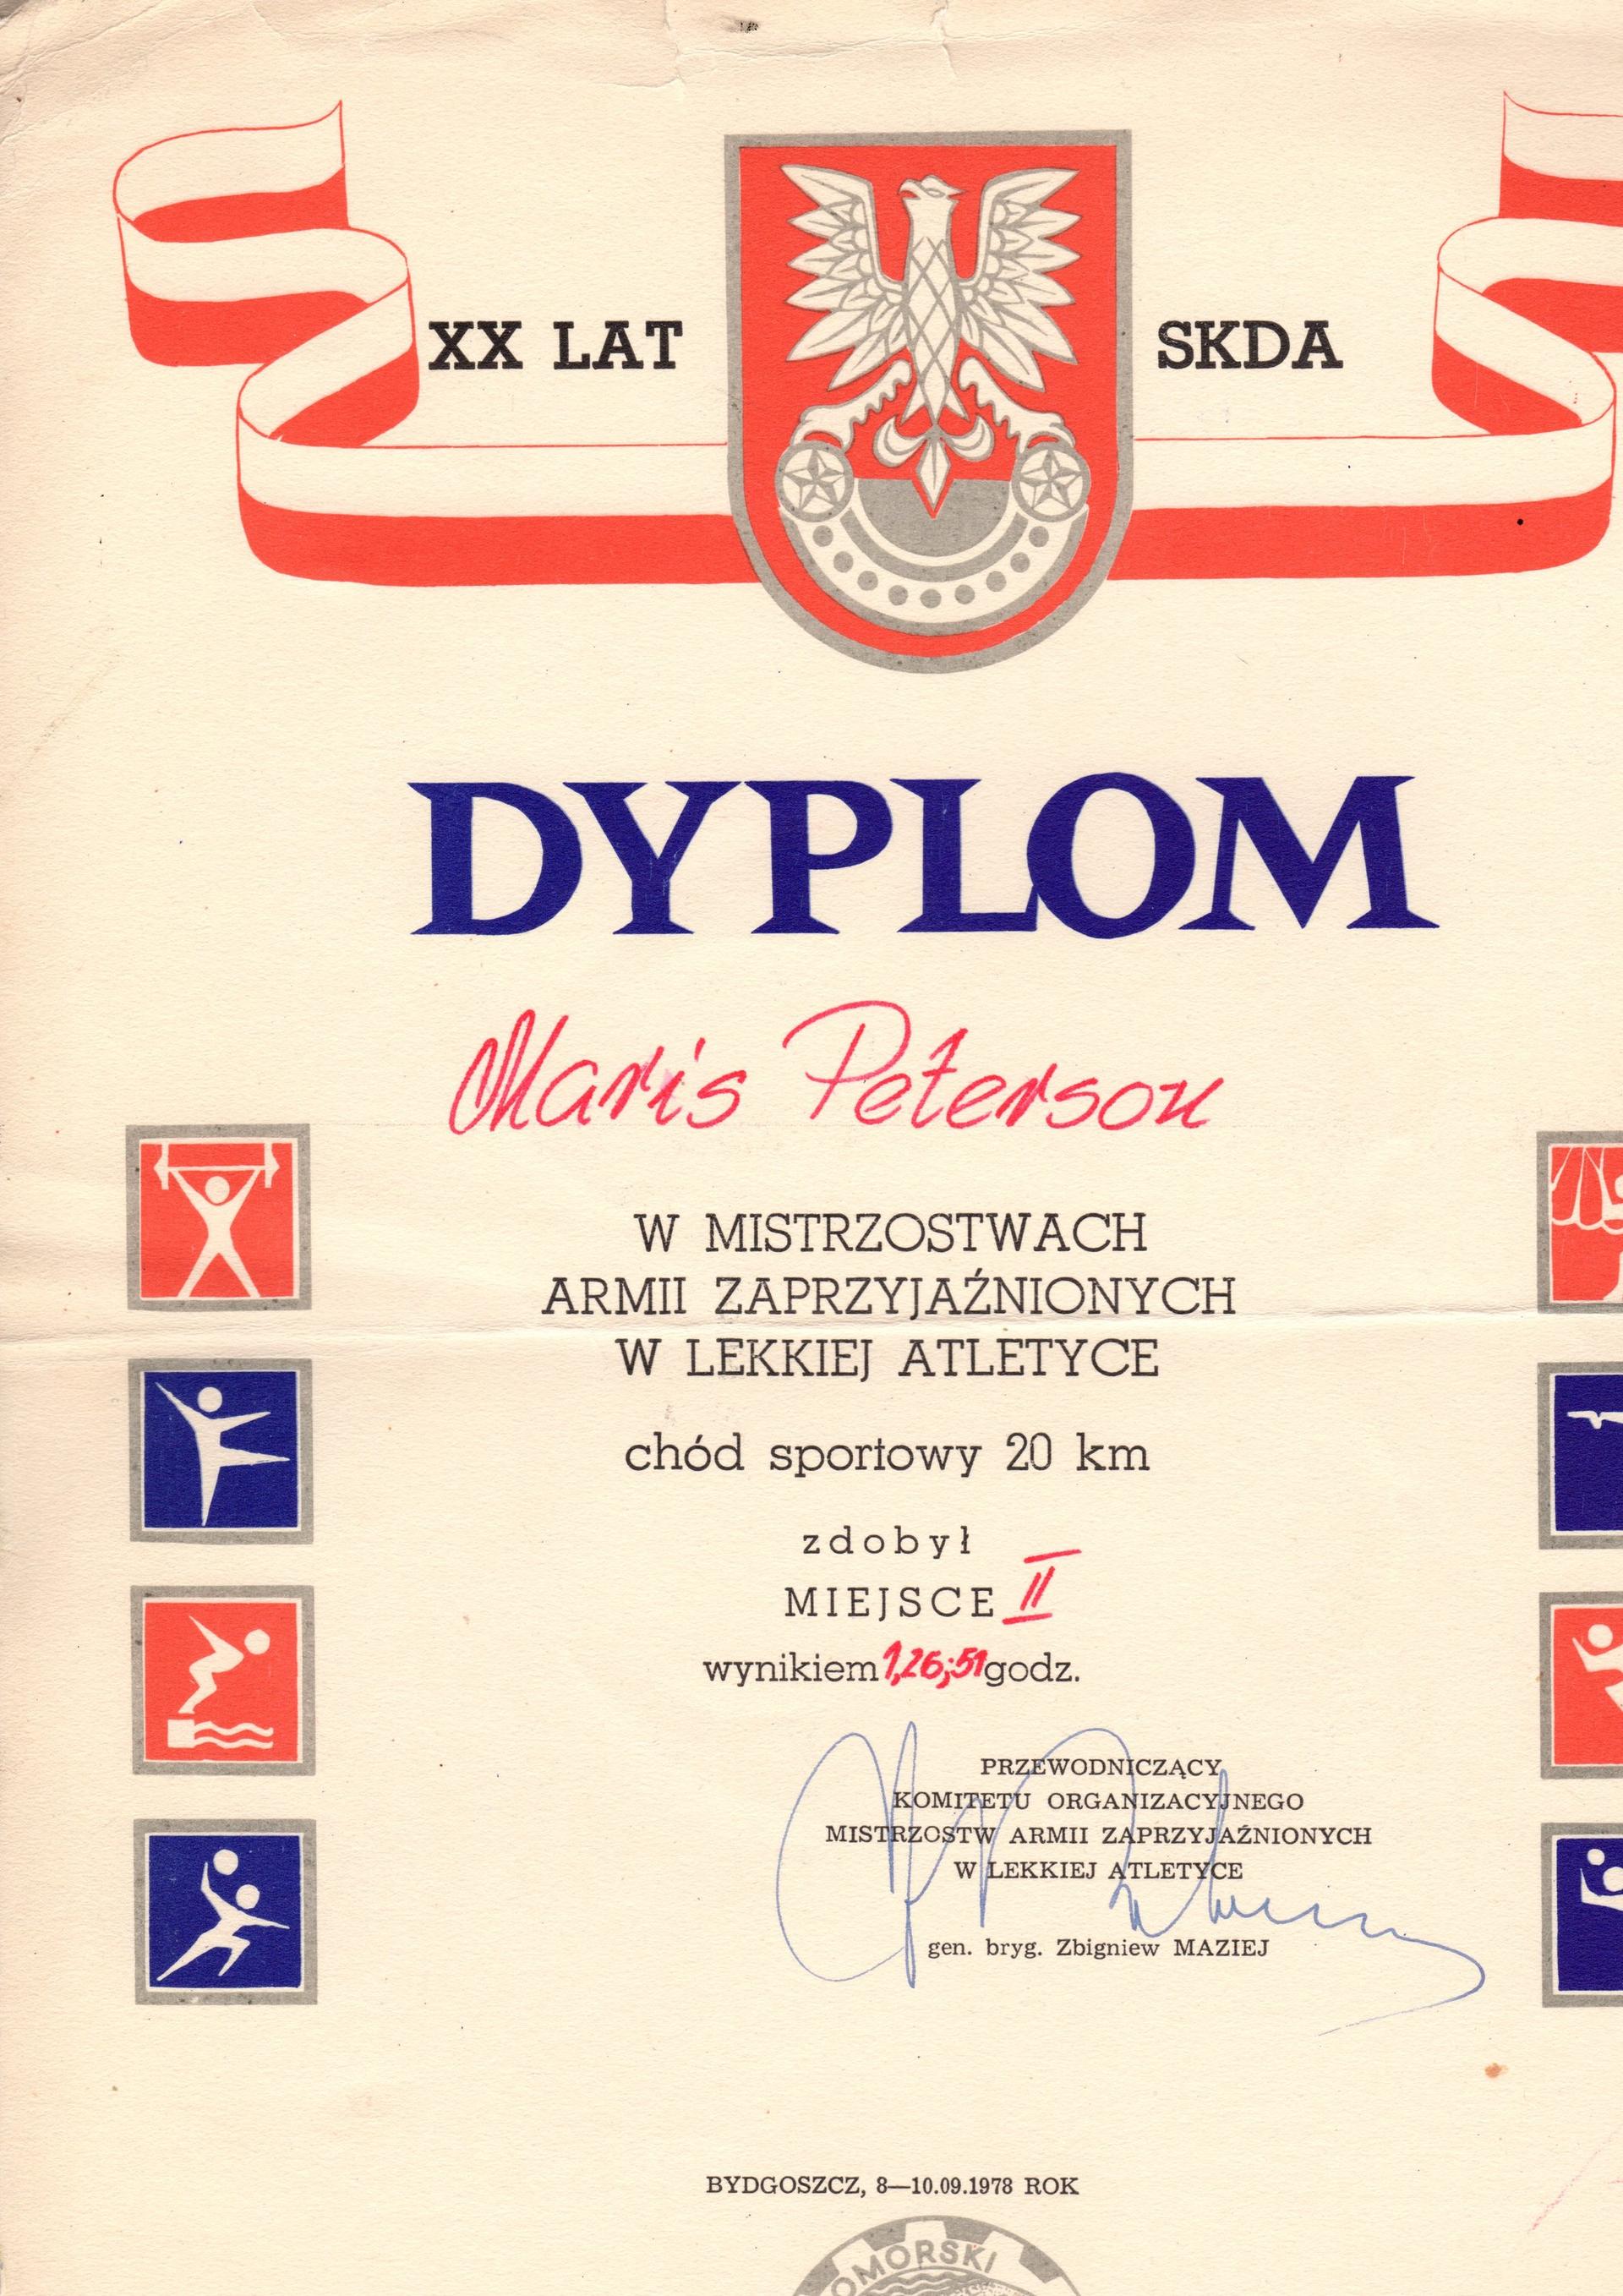 XX LAT SKDA
DYPLOM
Maris Peterson
W MISTRZOSTWACH
ARMII ZAPRZYJAŹNIONYCH
W LEKKIEJ ATLETYCE
chód sportowy 20 km
zdobył
MIEJSCE II
wynikiem 1,26;51 godz.
PRZEWODNICZĄCY
KOMITETU ORGANIZACYJNEGO
MISTRZOSTW ARMII ZAPRZYJAŹNIONYCH
W LEKKIEJ ATLETYCE
gen. bryg. Zbigniew MAZIEJ
BYDGOSZCZ, 8—10.09.1978 ROK
OMORSKI